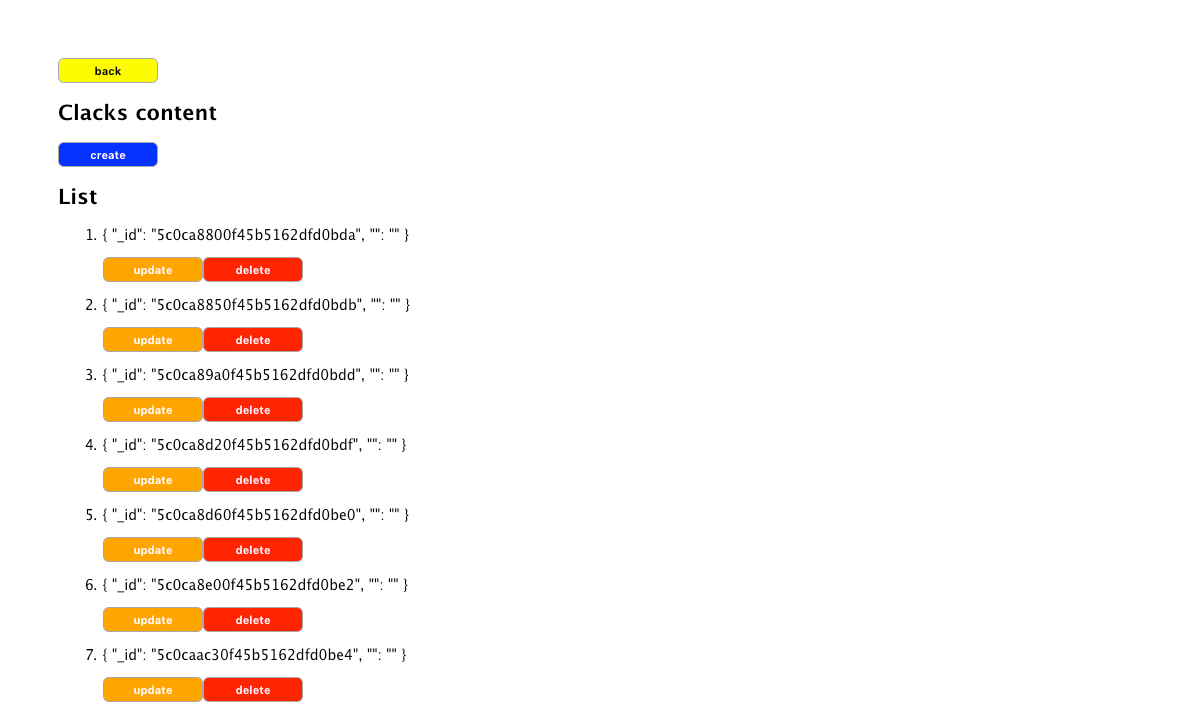 back
Clacks content
create
List
1. { "_id": "5c0ca8800f45b5162dfd0bda", "": "" }
update delete
2. { "_id": "5c0ca8850f45b5162dfd0bdb", "": "" }
update delete
3. { "_id": "5c0ca89a0f45b5162dfd0bdd", "": "" }
update delete
4. { "_id": "5c0ca8d20f45b5162dfd0bdf", "": "" }
update delete
5. { "_id": "5c0ca8d60f45b5162dfd0be0", "": "" }
update delete
6. { "_id": "5c0ca8e00f45b5162dfd0be2", "": "" }
update delete
7. { "_id": "5c0caac30f45b5162dfd0be4", "": "" }
update delete